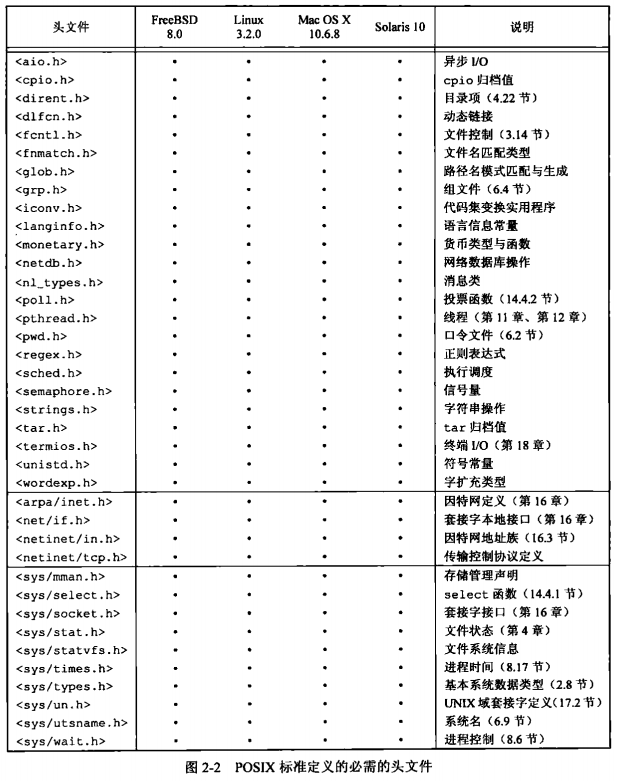 头文件 FreeBSD 8.0 Linux 3.2.0 Mac OS X 10.6.8 Solaris 10 说明
<aio.h> • • • • 异步 I/O
<cpio.h> • • • • cpio 归档值
<dirent.h> • • • • 目录项（4.22 节）
<dlfcn.h> • • • • 动态链接
<fcntl.h> • • • • 文件控制（3.14 节）
<fnmatch.h> • • • • 文件名匹配类型
<glob.h> • • • • 路径名模式匹配与生成
<grp.h> • • • • 组文件（6.4 节）
<iconv.h> • • • • 代码集变换实用程序
<langinfo.h> • • • • 语言信息常量
<monetary.h> • • • • 货币类型与函数
<netdb.h> • • • • 网络数据库操作
<nl_types.h> • • • • 消息类
<poll.h> • • • • 投票函数（14.4.2 节）
<pthread.h> • • • • 线程（第 11 章、第 12 章）
<pwd.h> • • • • 口令文件（6.2 节）
<regex.h> • • • • 正则表达式
<sched.h> • • • • 执行调度
<semaphore.h> • • • • 信号量
<strings.h> • • • • 字符串操作
<tar.h> • • • • tar 归档值
<termios.h> • • • • 终端 I/O（第 18 章）
<unistd.h> • • • • 符号常量
<wordexp.h> • • • • 字扩充类型
<arpa/inet.h> • • • • 因特网定义（第 16 章）
<net/if.h> • • • • 套接字本地接口（第 16 章）
<netinet/in.h> • • • • 因特网地址族（16.3 节）
<netinet/tcp.h> • • • • 传输控制协议定义
<sys/mman.h> • • • • 存储管理声明
<sys/select.h> • • • • select 函数（14.4.1 节）
<sys/socket.h> • • • • 套接字接口（第 16 章）
<sys/stat.h> • • • • 文件状态（第 4 章）
<sys/statvfs.h> • • • • 文件系统信息
<sys/times.h> • • • • 进程时间（8.17 节）
<sys/types.h> • • • • 基本系统数据类型（2.8 节）
<sys/un.h> • • • • UNIX 域套接字定义（17.2 节）
<sys/utsname.h> • • • • 系统名（6.9 节）
<sys/wait.h> • • • • 进程控制（8.6 节）
图 2-2 POSIX 标准定义的必需的头文件